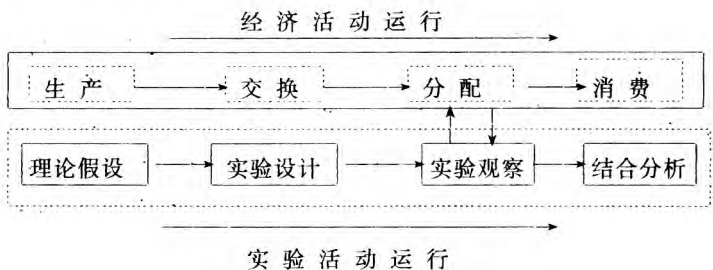 经济活动运行
生产 交换 分配 消费
理论假设 实验设计 实验观察 结合分析
实验活动运行